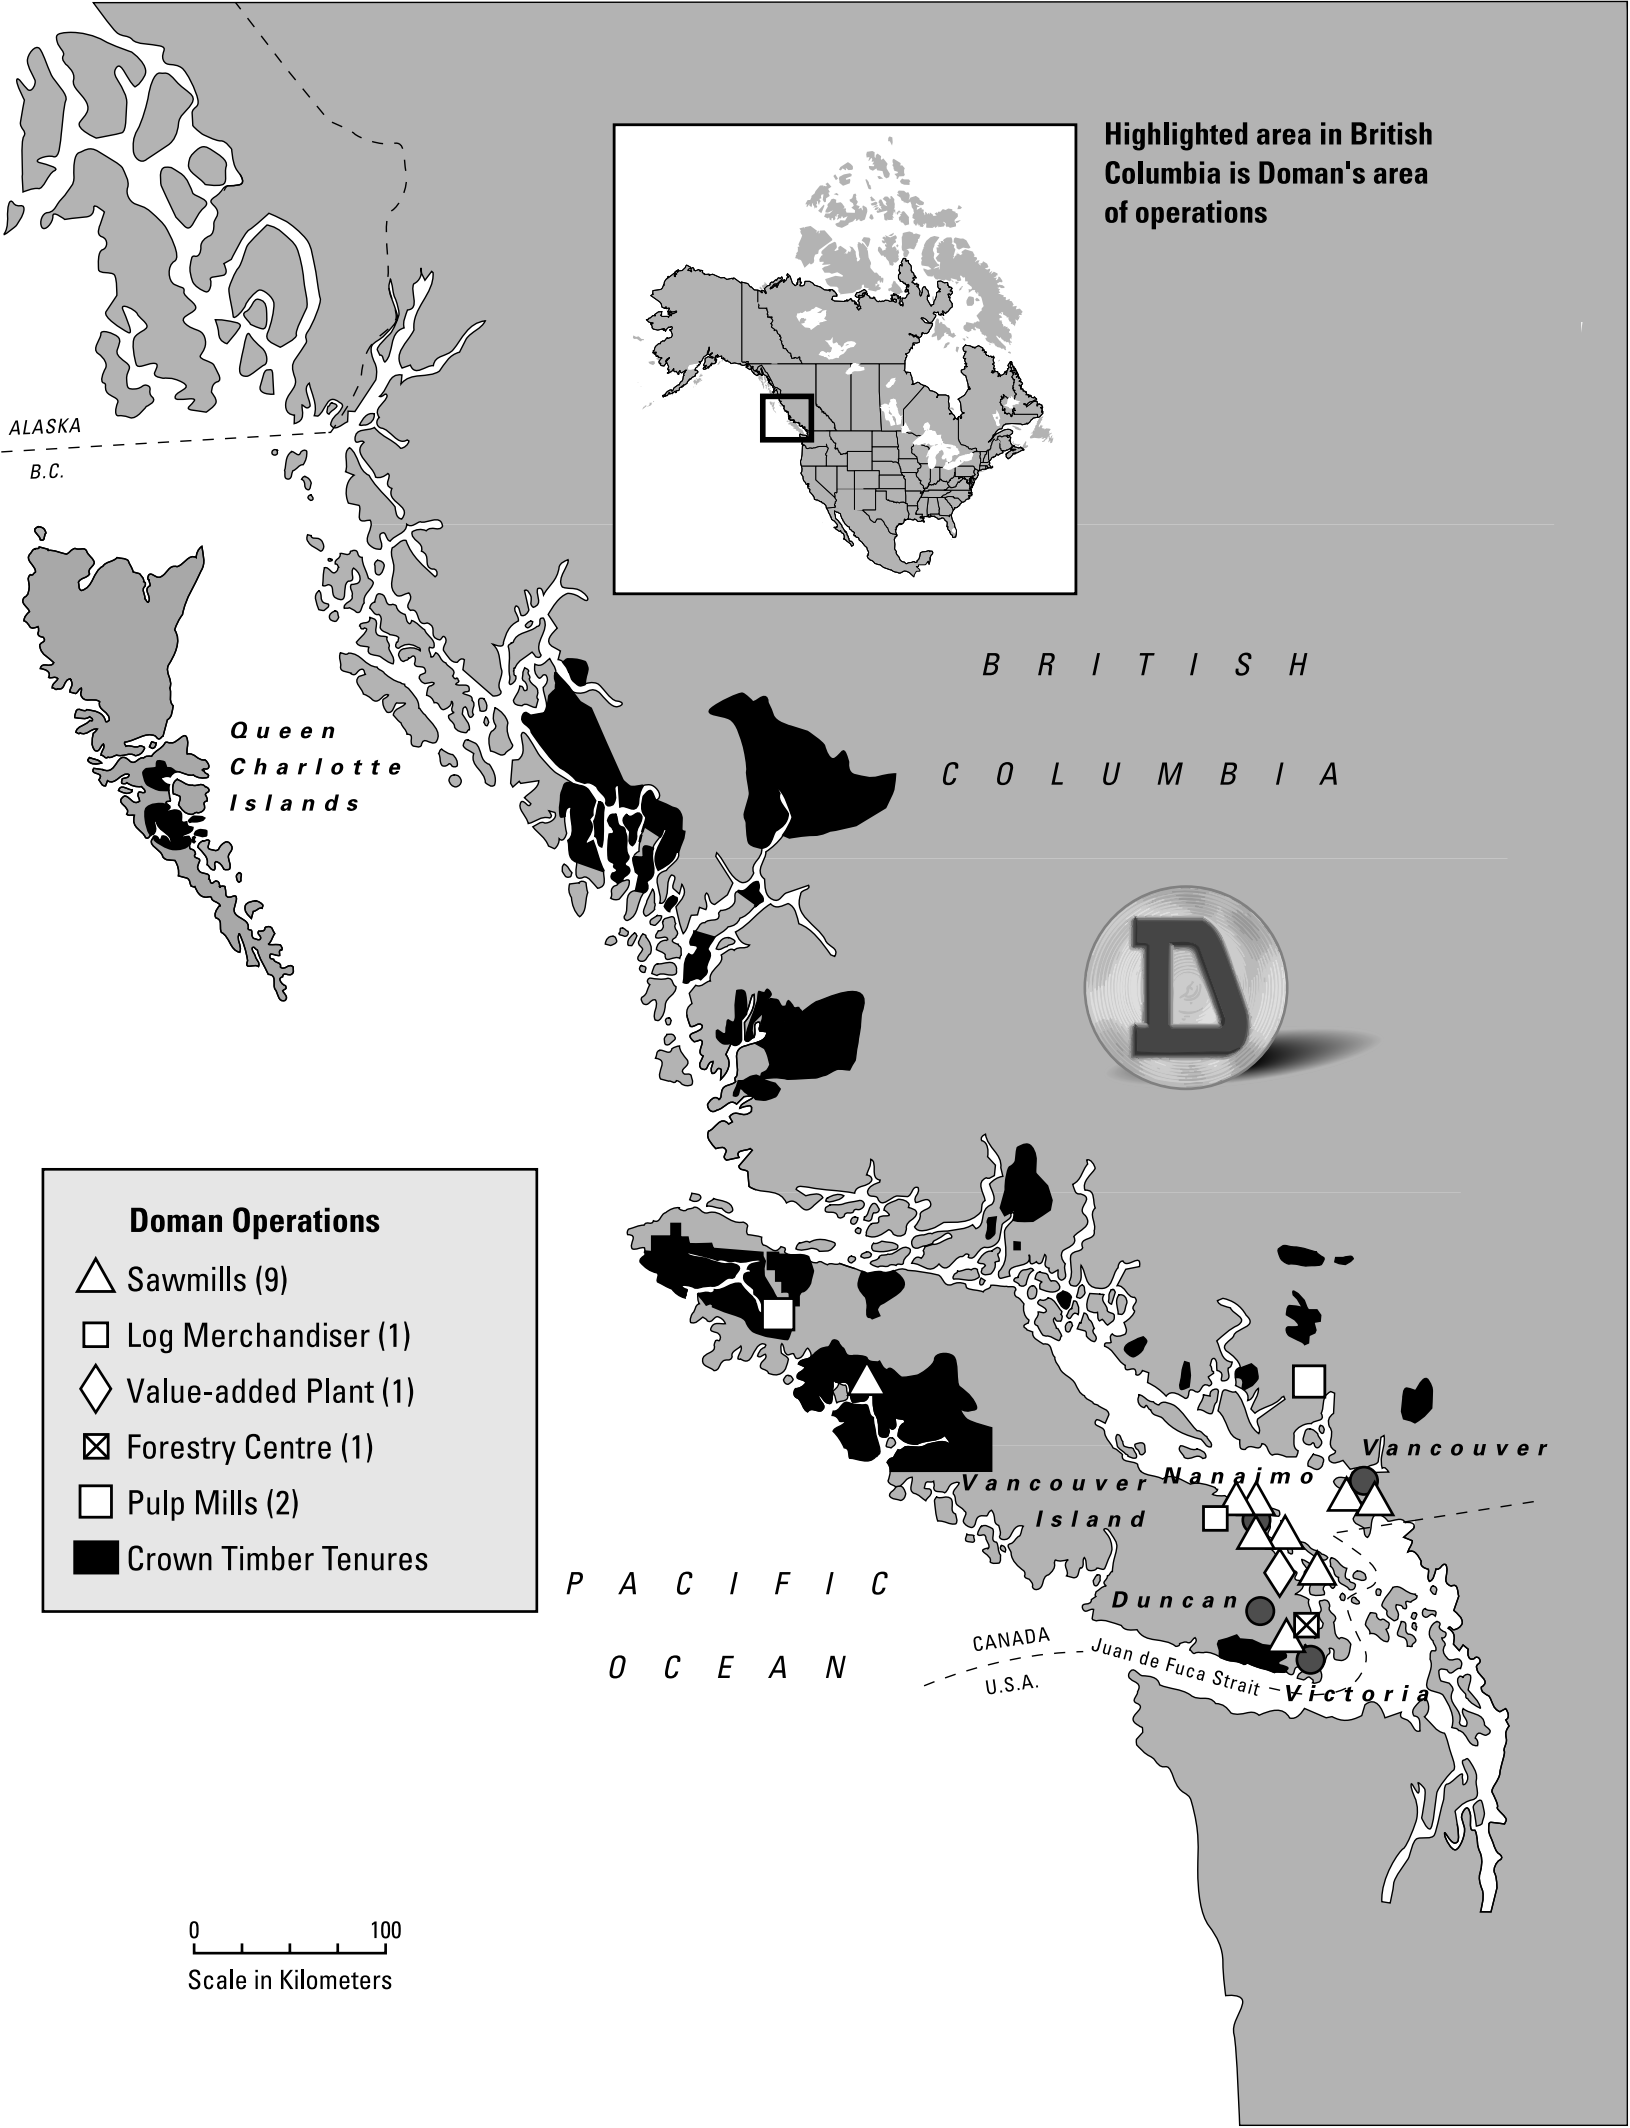 Highlighted area in British
Columbia is Doman's area
of operations
ALASKA
B.C.
BRITISH
COLUMBIA
Queen
Charlotte
Islands
D
Doman Operations
Sawmills (9)
Log Merchandiser (1)
Value-added Plant (1)
Forestry Centre (1)
Pulp Mills (2)
Crown Timber Tenures
Vancouver
Nanaimo
Vancouver
Island
PACIFIC
OCEAN
Duncan
CANADA
U.S.A.
Juan de Fuca Strait
Victoria
0 100
Scale in Kilometers